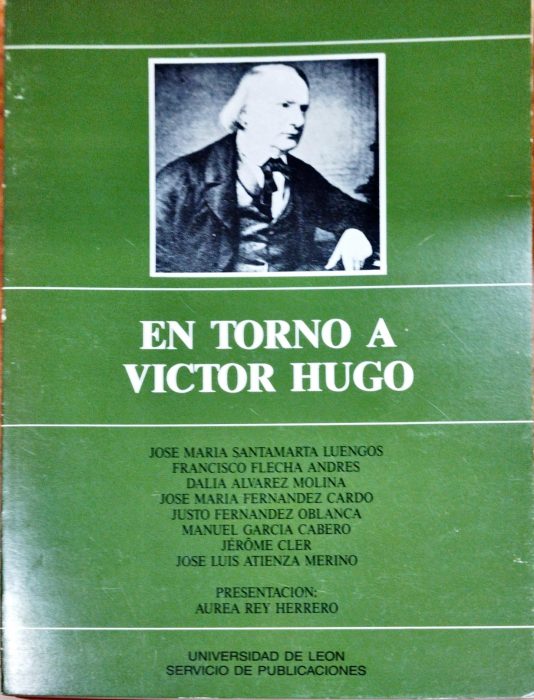 EN TORNO A
VICTOR HUGO
JOSE MARIA SANTAMARTA LUENGOS
FRANCISCO FLECHA ANDRES
DALIA ALVAREZ MOLINA
JOSE MARIA FERNANDEZ CARDO
JUSTO FERNANDEZ OBLANCA
MANUEL GARCIA CABERO
JÉRÔME CLER
JOSE LUIS ATIENZA MERINO
PRESENTACION:
AUREA REY HERRERO
UNIVERSIDAD DE LEON
SERVICIO DE PUBLICACIONES